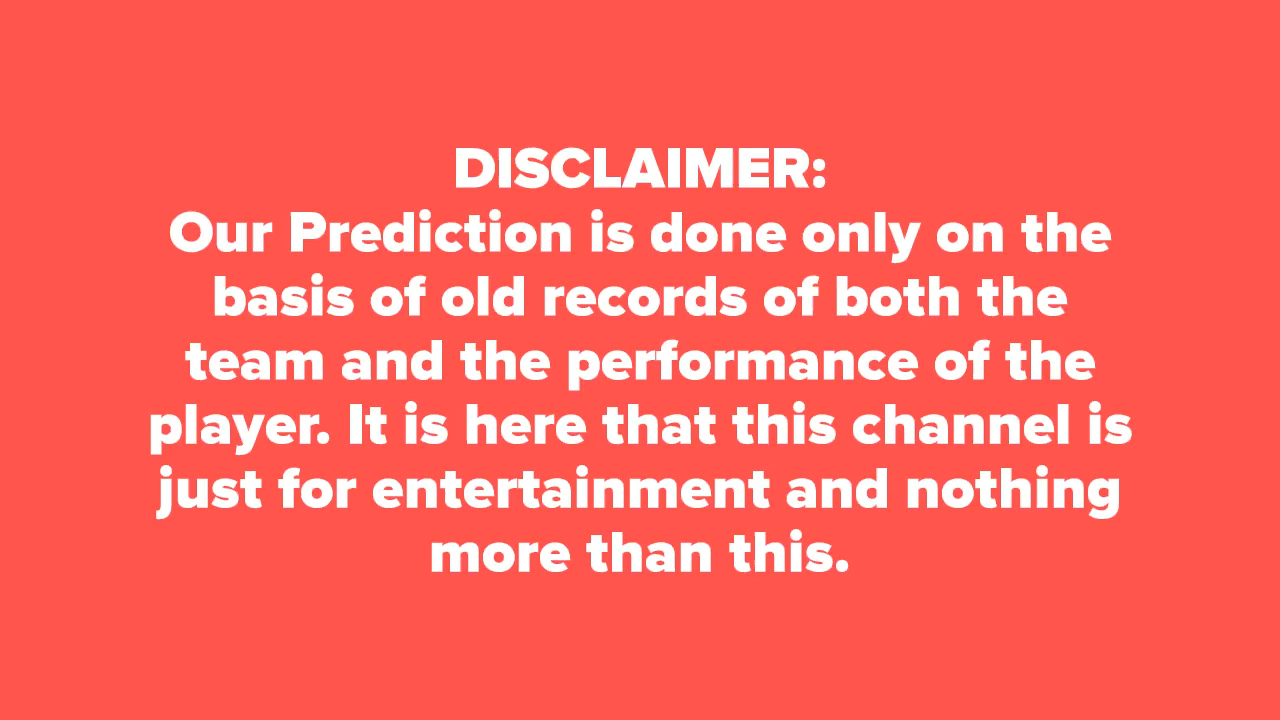 DISCLAIMER:
Our Prediction is done only on the
basis of old records of both the
team and the performance of the
player. It is here that this channel is
just for entertainment and nothing
more than this.